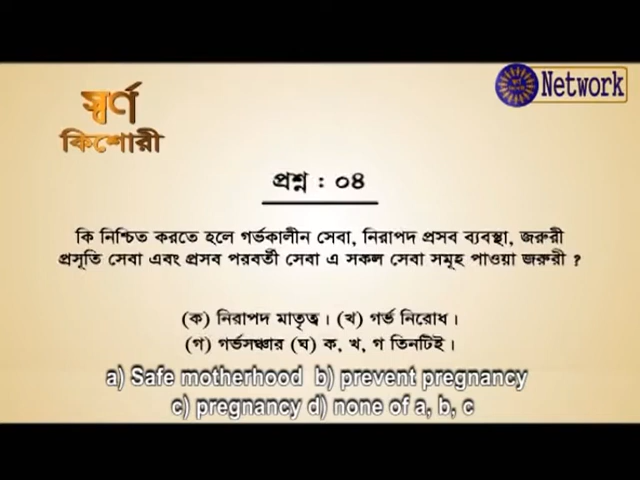 স্বর্ণ
কিশোরী
Network
প্রশ্ন : ০৪
কি নিশ্চিত করতে হলে গর্ভকালীন সেবা, নিরাপদ প্রসব ব্যবস্থা, জরুরী
প্রসূতি সেবা এবং প্রসব পরবর্তী সেবা এ সকল সেবা সমূহ পাওয়া জরুরী ?
(ক) নিরাপদ মাতৃত্ব। (খ) গর্ভ নিরোধ।
(গ) গর্ভসঞ্চার (ঘ) ক, খ, গ তিনটিই।
a) Safe motherhood b) prevent pregnancy
c) pregnancy d) none of a, b, c